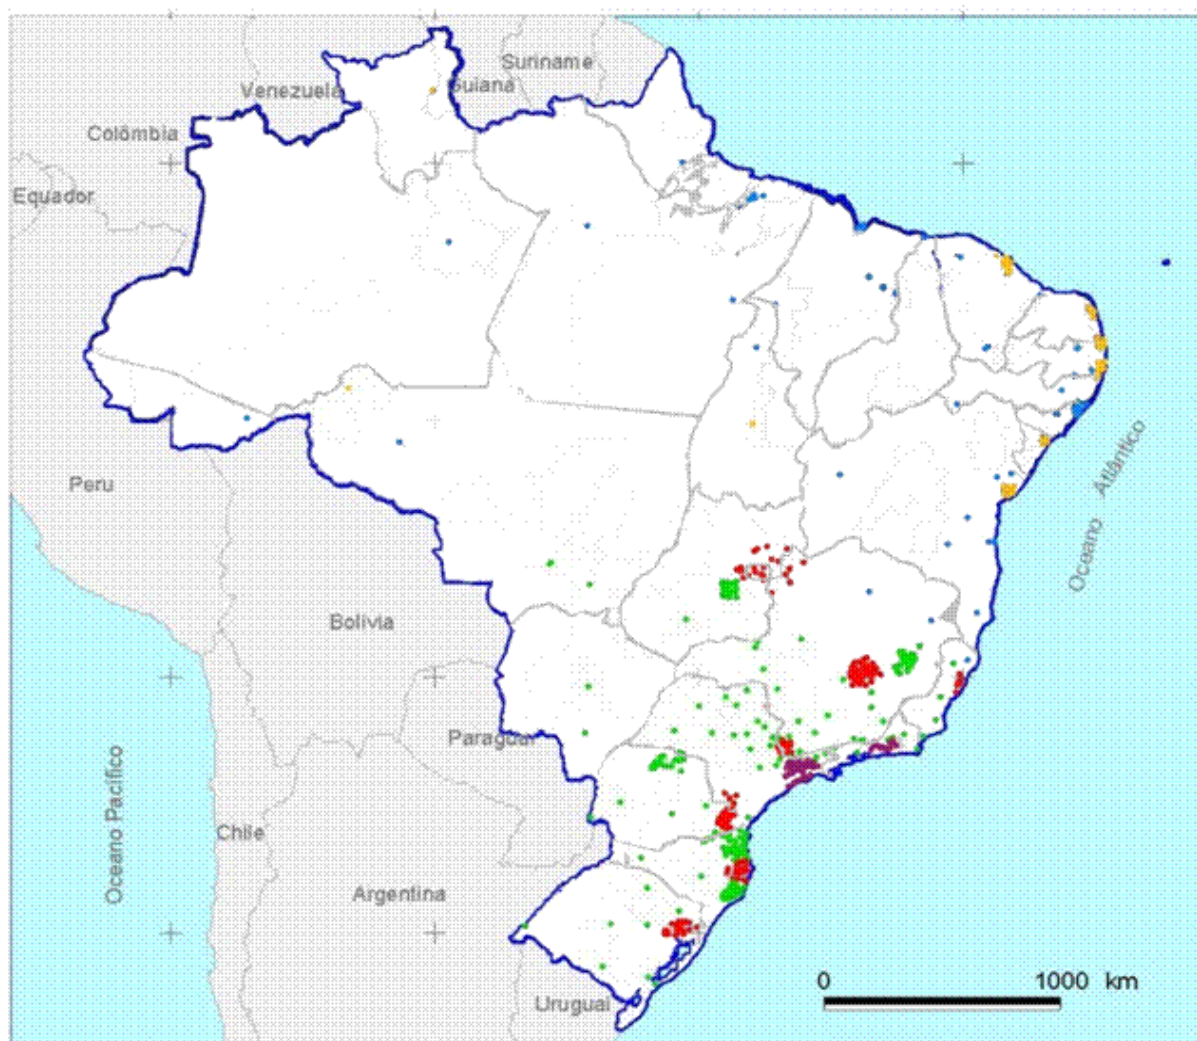 Suriname
Venezuela
Guiana
Colômbia
Equador
Peru
Oceano Atlântico
Bolivia
Paraguai
Oceano Pacífico
Chile
Argentina
0 1000 km
Uruguai